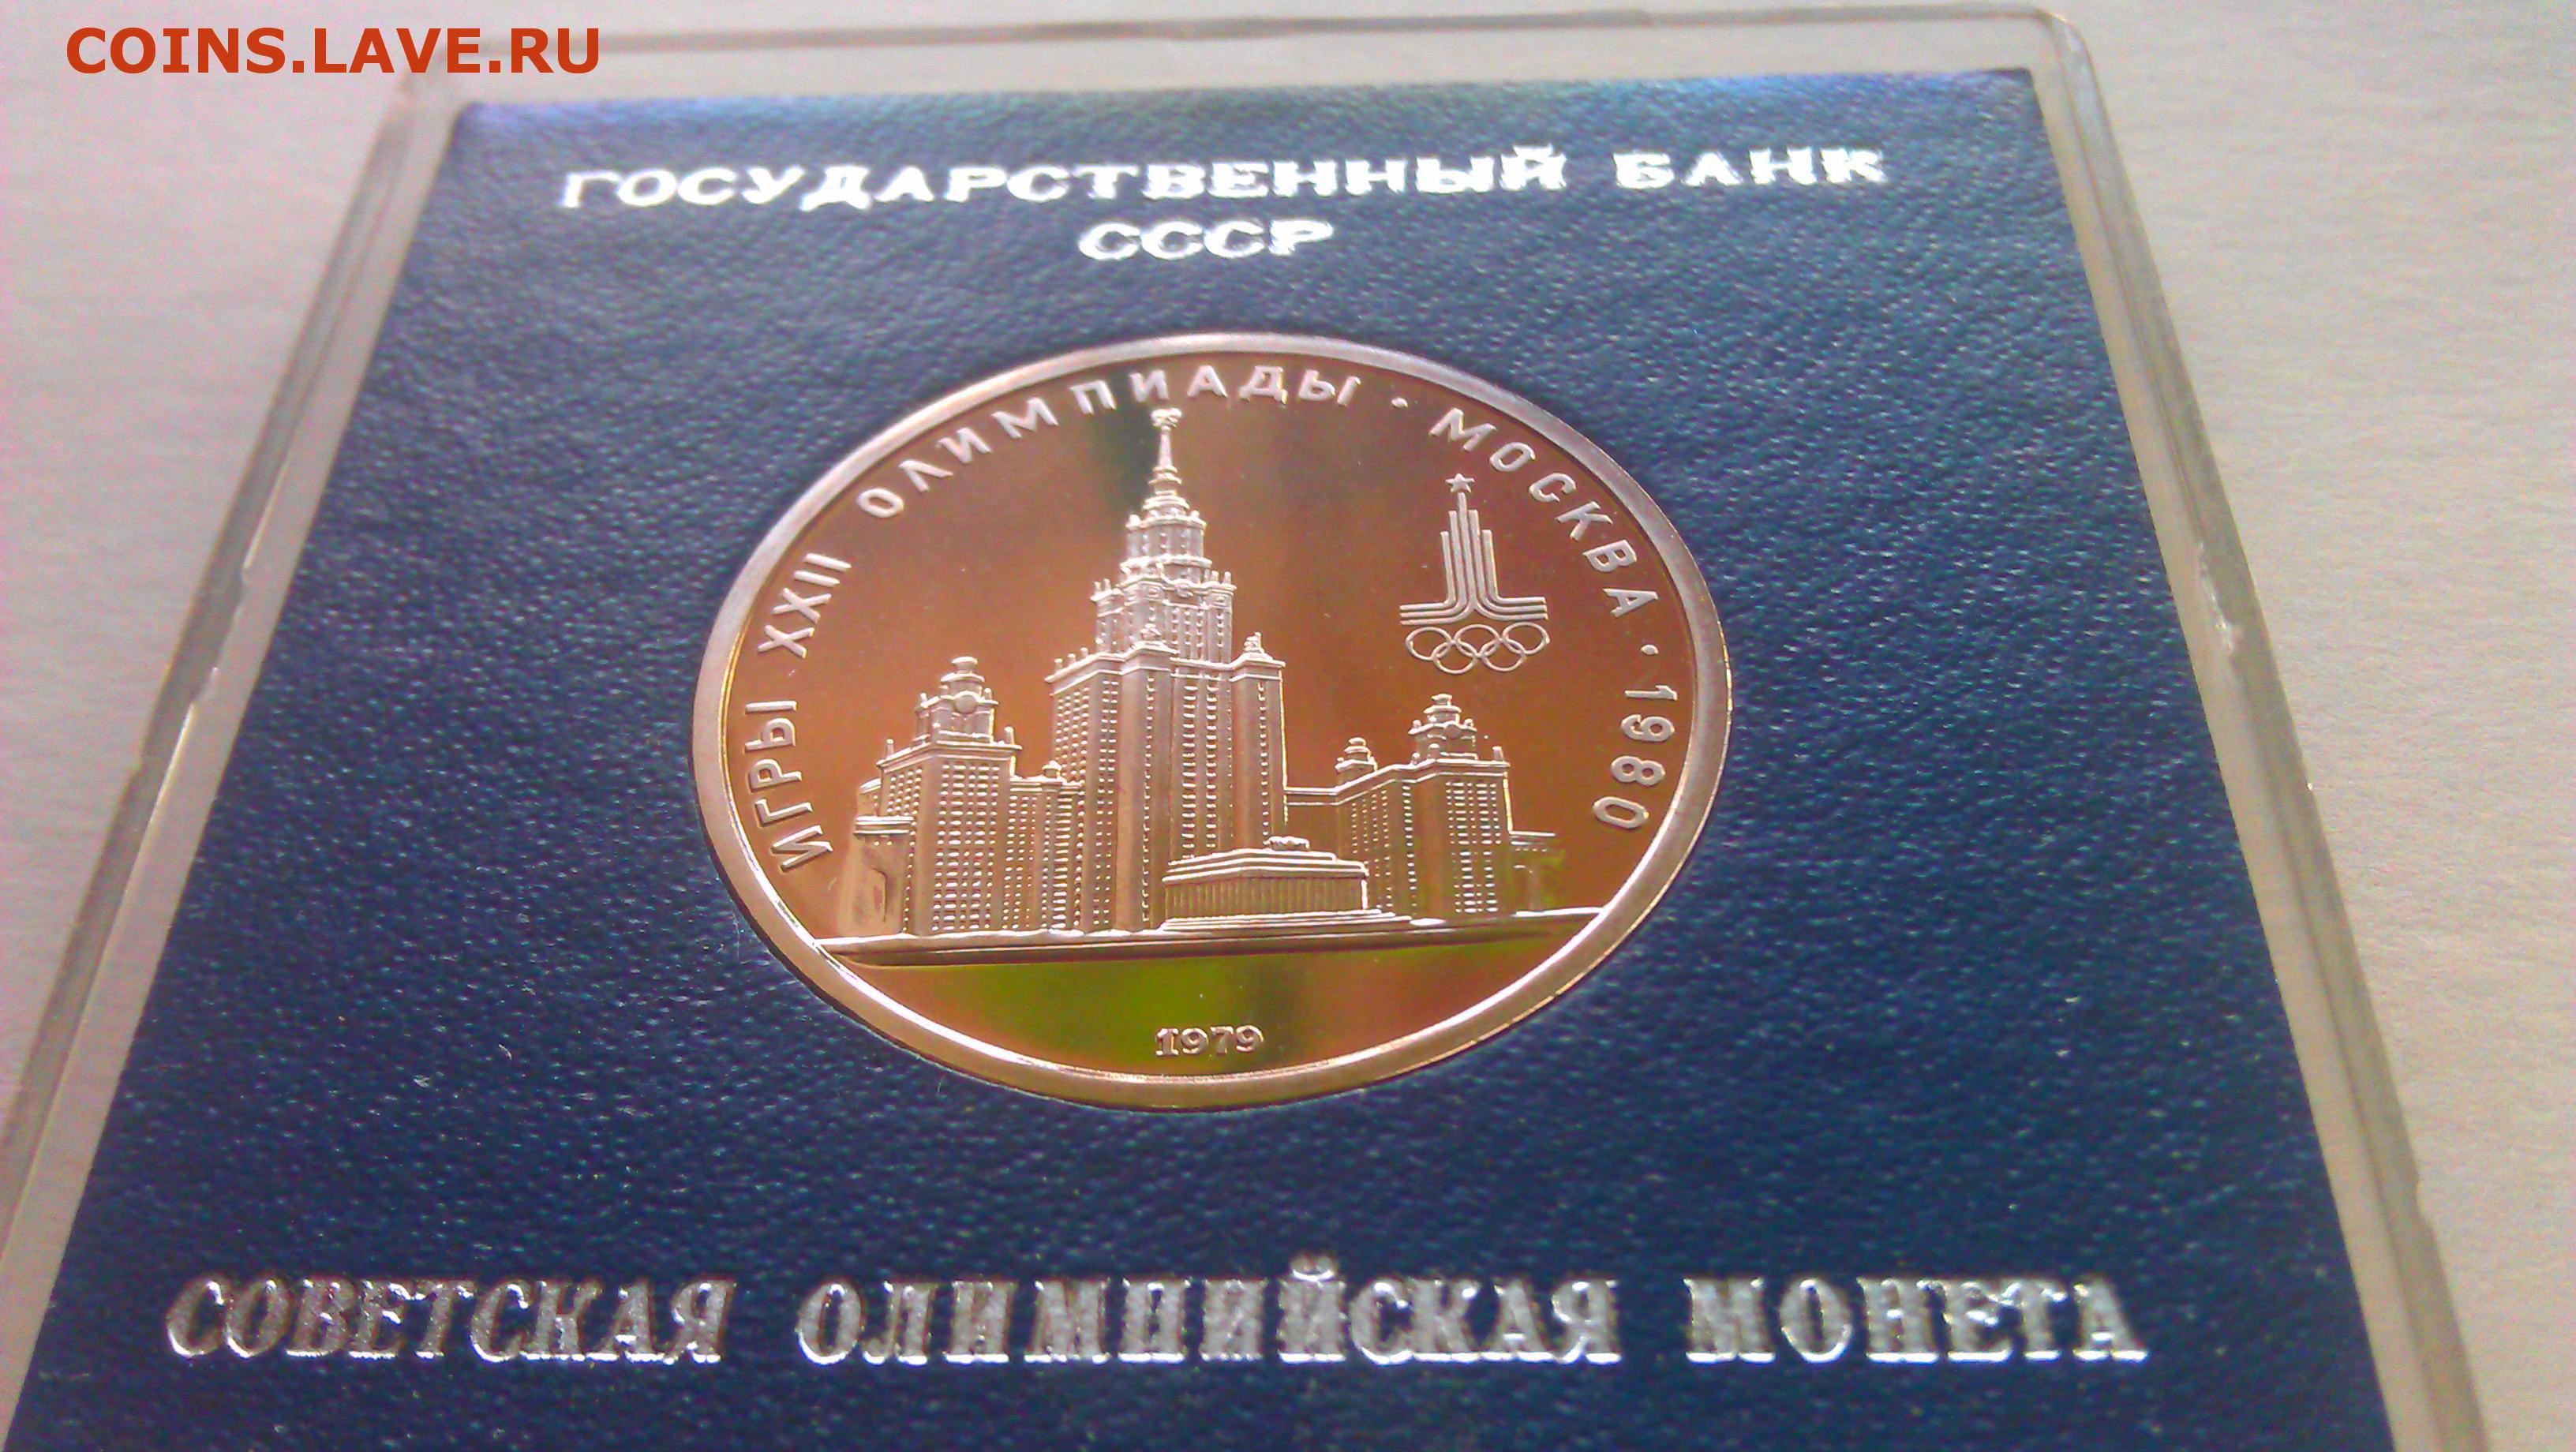 COINS.LAVE.RU
ГОСУДАРСТВЕННЫЙ БАНК
СССР
ИГРЫ XXII ОЛИМПИАДЫ · МОСКВА · 1980
1979
СОВЕТСКАЯ ОЛИМПИЙСКАЯ МОНЕТА